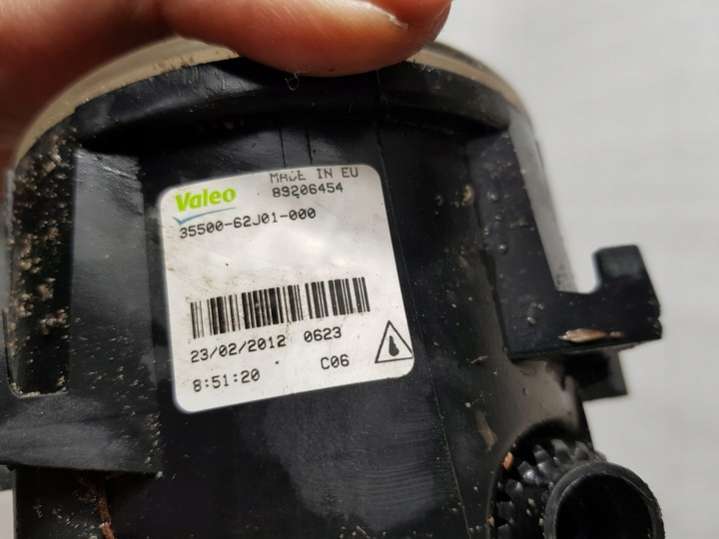 MADE IN EU
Valeo 89206454
35500-62J01-000
23/02/2012 0623
8:51:20 C06